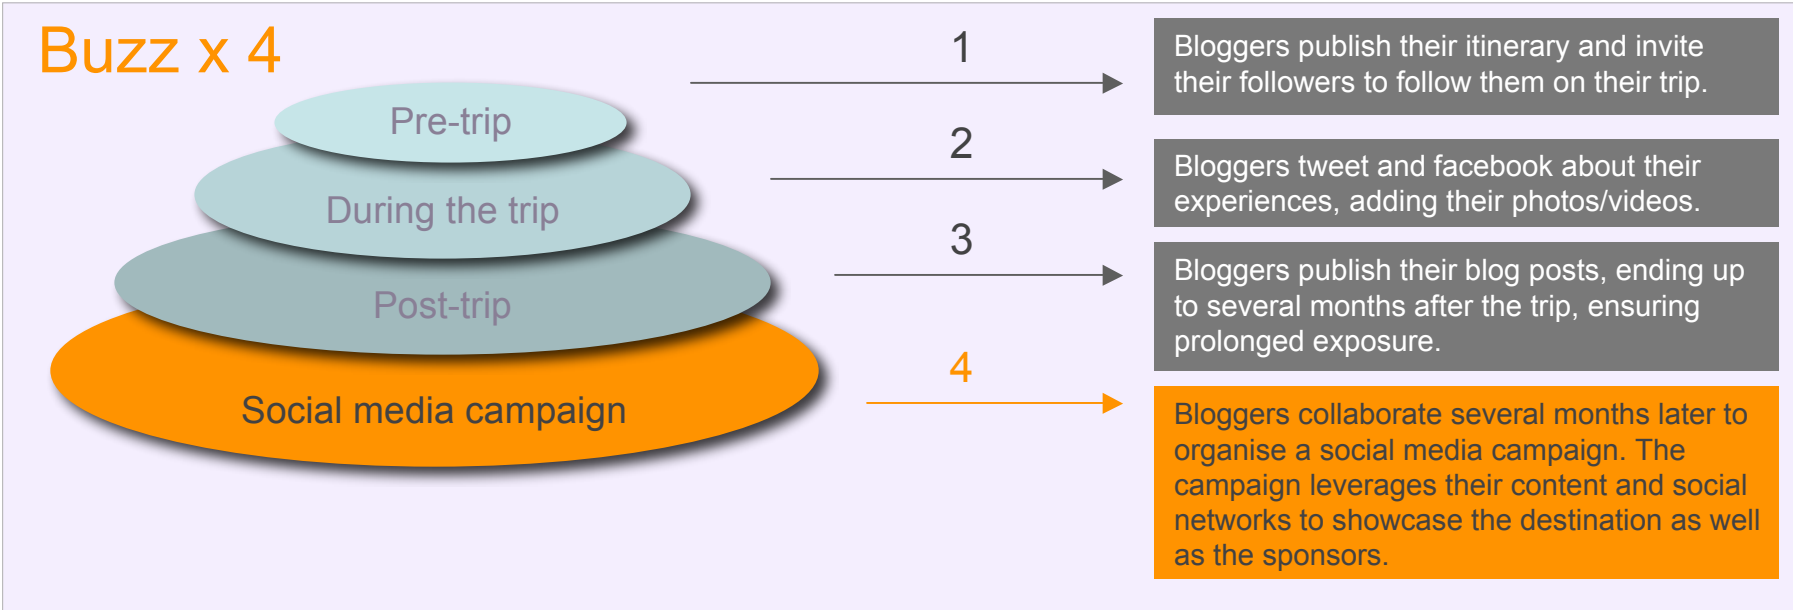 Buzz x 4
Pre-trip
During the trip
Post-trip
Social media campaign
1
Bloggers publish their itinerary and invite
their followers to follow them on their trip.
2
Bloggers tweet and facebook about their
experiences, adding their photos/videos.
3
Bloggers publish their blog posts, ending up
to several months after the trip, ensuring
prolonged exposure.
4
Bloggers collaborate several months later to
organise a social media campaign. The
campaign leverages their content and social
networks to showcase the destination as well
as the sponsors.